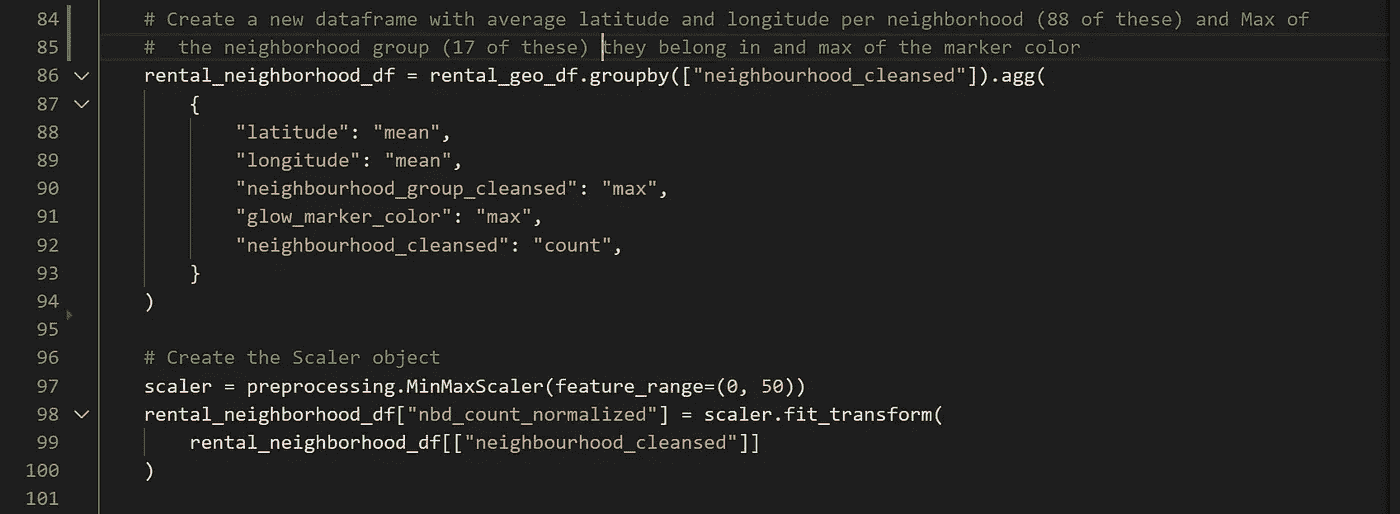 84 # Create a new dataframe with average latitude and longitude per neighborhood (88 of these) and Max of
85 #  the neighborhood group (17 of these) they belong in and max of the marker color
86 rental_neighborhood_df = rental_geo_df.groupby(["neighbourhood_cleansed"]).agg(
87     {
88         "latitude": "mean",
89         "longitude": "mean",
90         "neighbourhood_group_cleansed": "max",
91         "glow_marker_color": "max",
92         "neighbourhood_cleansed": "count",
93     }
94 )
95
96 # Create the Scaler object
97 scaler = preprocessing.MinMaxScaler(feature_range=(0, 50))
98 rental_neighborhood_df["nbd_count_normalized"] = scaler.fit_transform(
99     rental_neighborhood_df[["neighbourhood_cleansed"]]
100 )
101